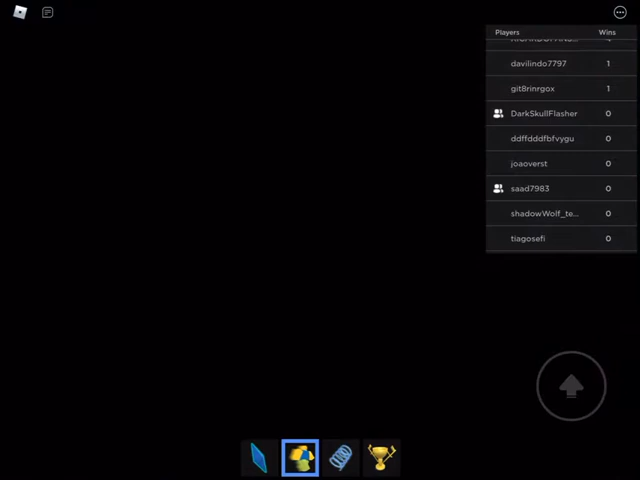 Players Wins
davilindo7797 1
git8rinrgox 1
DarkSkullFlasher 0
ddffdddfbfvygu 0
joaoverst 0
saad7983 0
shadowWolf_te... 0
tiagosefi 0